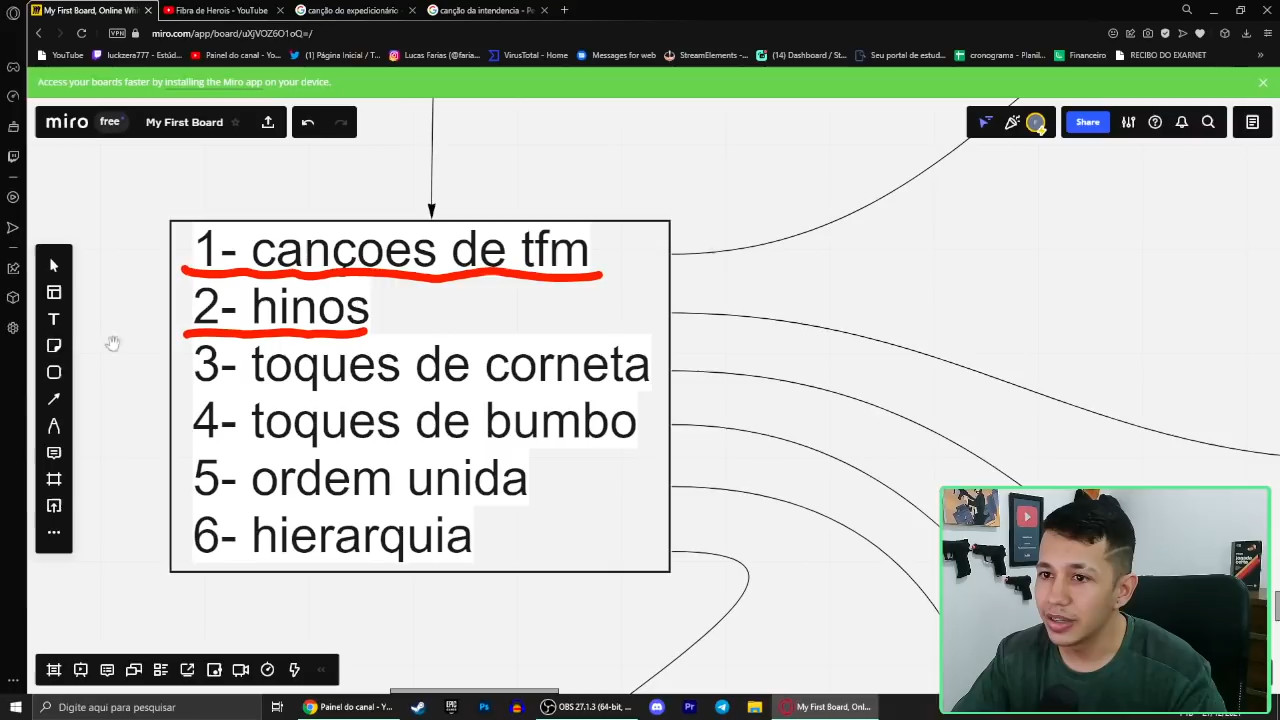 My First Board, Online Whi
Fibra de Herois - YouTube
canção do expedicionário
canção da intendencia - Pe
VPN
miro.com/app/board/uXjVOZ6O1oQ=/
YouTube
luckzera777 - Estúd
Painel do canal - Yo
(1) Página Inicial / T
Lucas Farias (@faria
VirusTotal - Home
Messages for web
StreamElements -
(14) Dashboard / St
Seu portal de estud
cronograma - Planil
Financeiro
RECIBO DO EXARNET
Access your boards faster by installing the Miro app on your device.
miro
free
My First Board
Share
1- cançoes de tfm
2- hinos
3- toques de corneta
4- toques de bumbo
5- ordem unida
6- hierarquia
Digite aqui para pesquisar
Painel do canal - Y...
OBS 27.1.3 (64-bit, ...
My First Board, Onl...